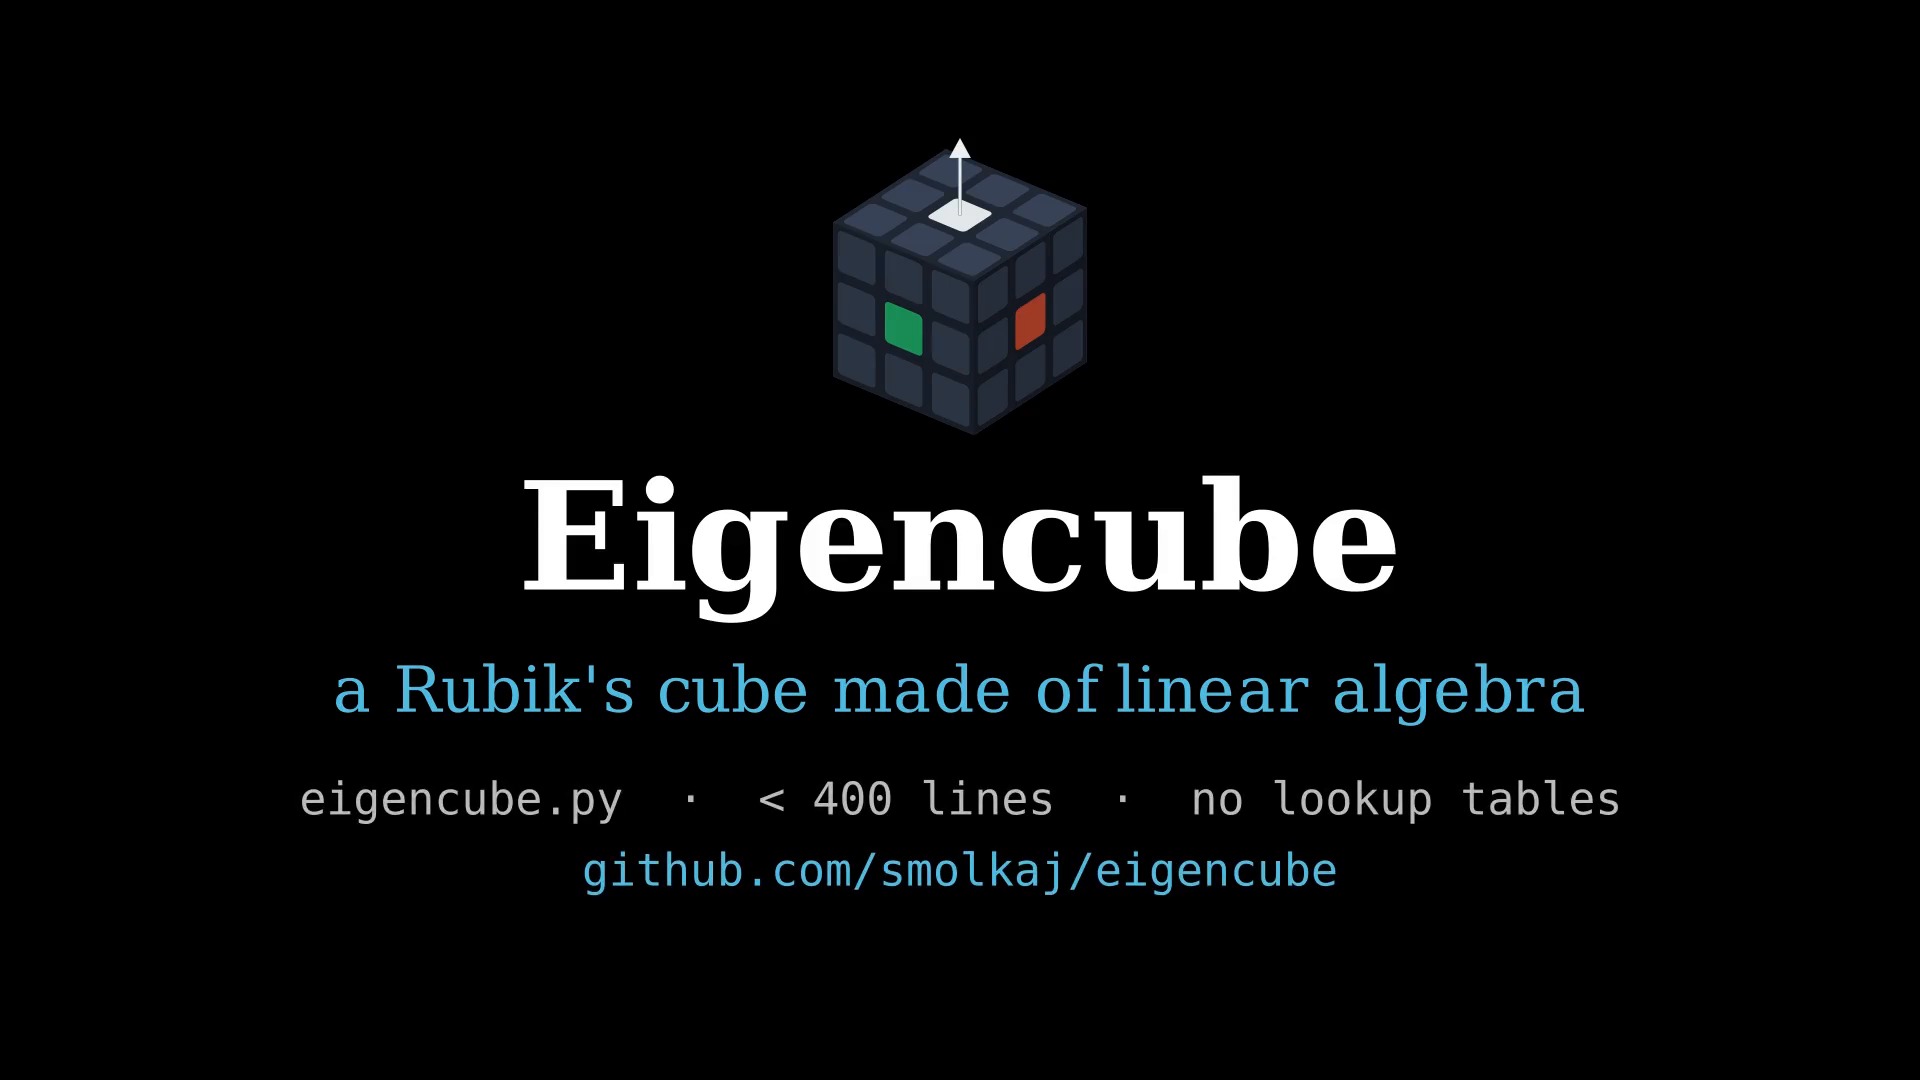 Eigencube
a Rubik's cube made of linear algebra
eigencube.py · < 400 lines · no lookup tables
github.com/smolkaj/eigencube